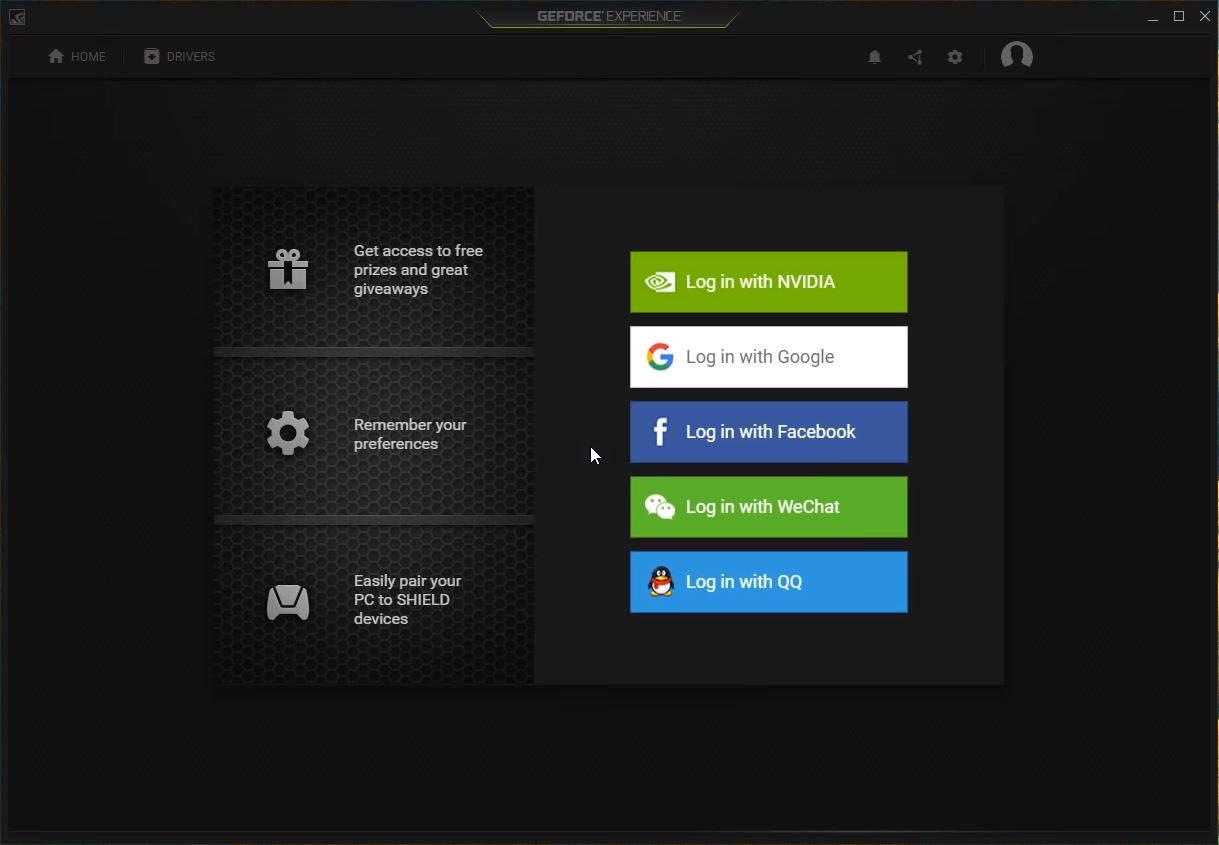 GEFORCE EXPERIENCE
HOME
DRIVERS
Get access to free
prizes and great
giveaways
Remember your
preferences
Easily pair your
PC to SHIELD
devices
Log in with NVIDIA
Log in with Google
Log in with Facebook
Log in with WeChat
Log in with QQ